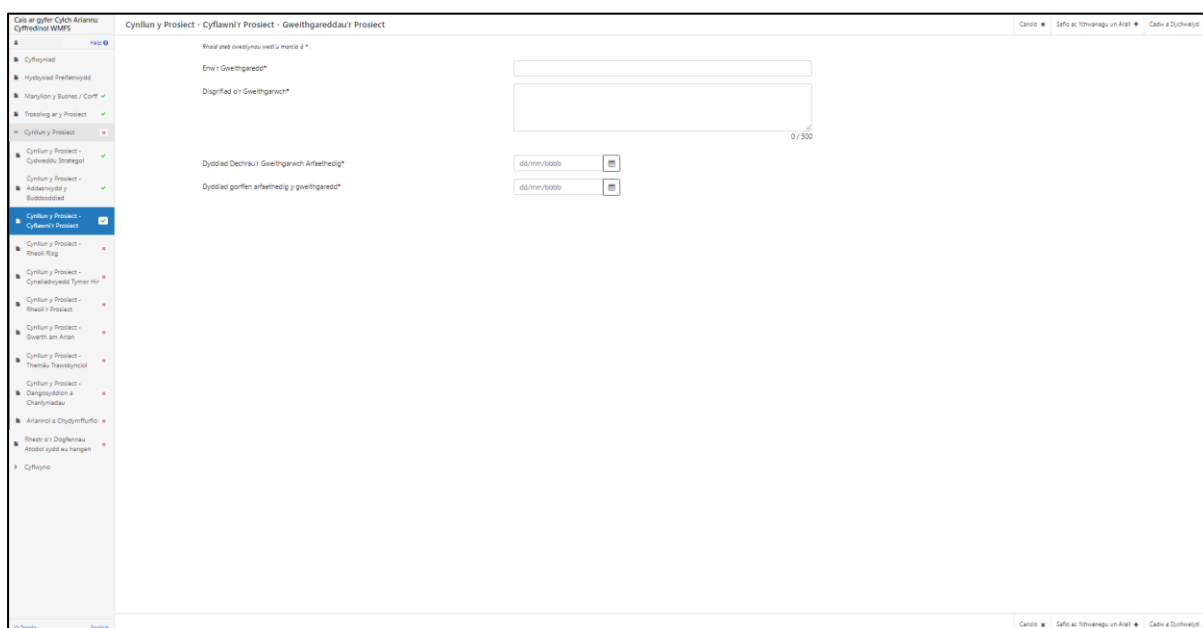 Cais ar gyfer Cylch Ariannu
Cyffredinol WMFS
Help
Cyflwyniad
Hysbysiad Preifatrwydd
Manylion y Busnes / Corff
Trosolwg ar y Prosiect
Cynllun y Prosiect
Cynllun y Prosiect -
Cydweddu Strategol
Cynllun y Prosiect -
Addasrwydd y
Buddsoddiad
Cynllun y Prosiect -
Cyflawni'r Prosiect
Cynllun y Prosiect -
Rheoli Risg
Cynllun y Prosiect -
Cynaliadwyedd Tymor Hir
Cynllun y Prosiect -
Rheoli'r Prosiect
Cynllun y Prosiect -
Gwerth am Arian
Cynllun y Prosiect -
Themâu Trawsbynciol
Cynllun y Prosiect -
Dangosyddion a
Chanlyniadau
Ariannol a Chydymffurfio
Rhestr o'r Dogfennau
Atodol sydd eu hangen
Cyflwyno
English
Cynllun y Prosiect - Cyflawni'r Prosiect - Gweithgareddau'r Prosiect
Canslo Safio ac Ychwanegu un Arall Cadw a Dychwelyd
Rhaid ateb cwestiynau wedi'u marcio â *.
Enw'r Gweithgaredd*
Disgrifiad o'r Gweithgarwch*
0 / 500
Dyddiad Dechrau'r Gweithgarwch Arfaethedig*
dd/mm/bbbb
Dyddiad gorffen arfaethedig y gweithgaredd*
dd/mm/bbbb
Canslo Safio ac Ychwanegu un Arall Cadw a Dychwelyd